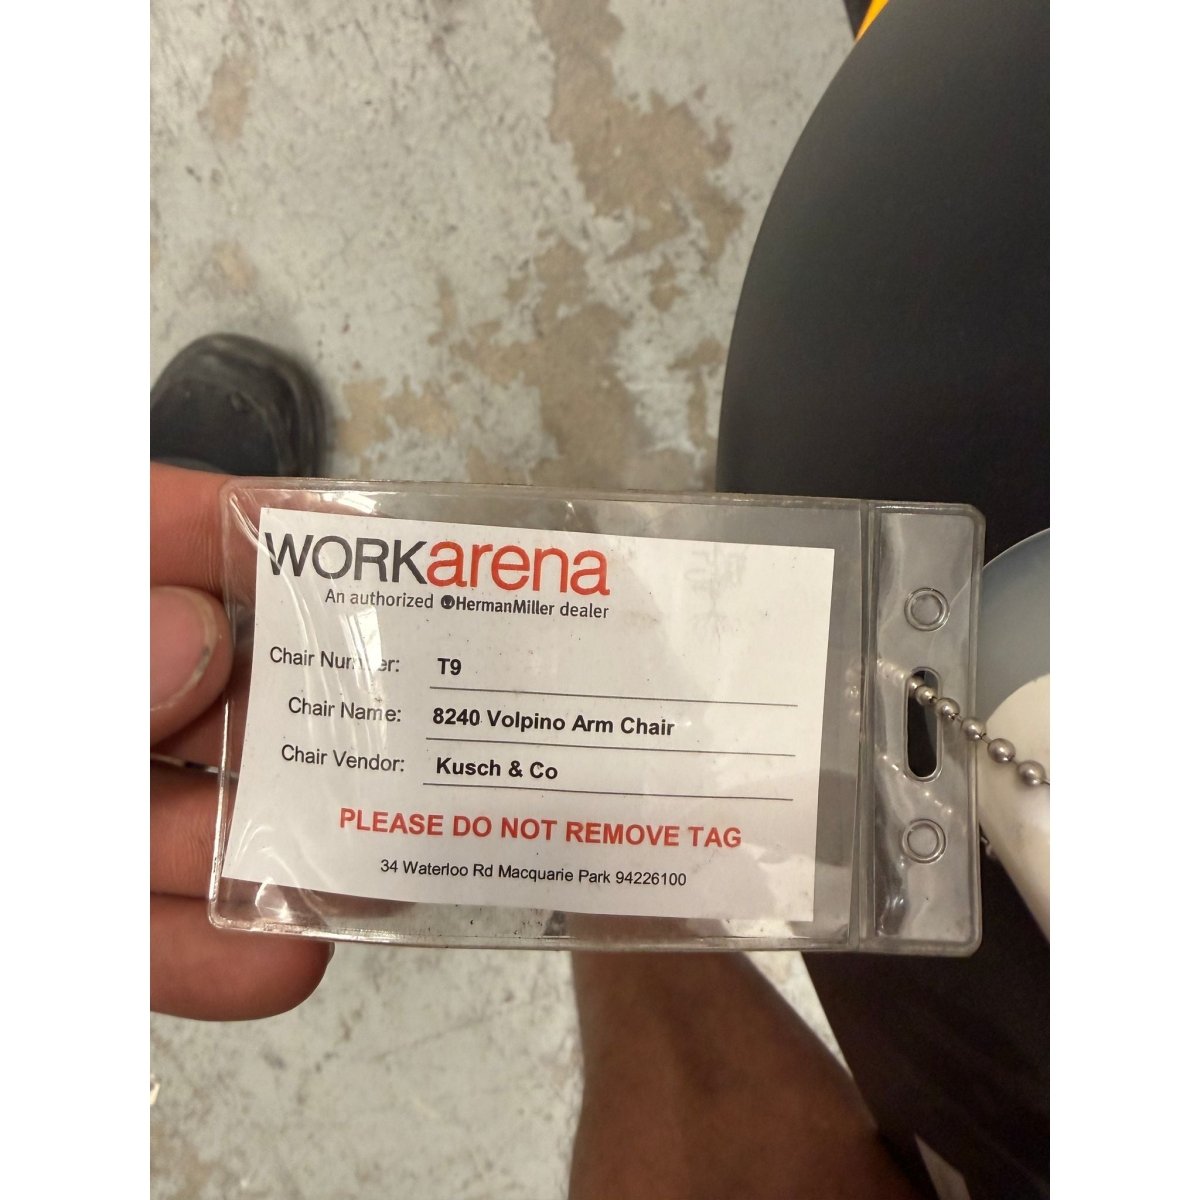 WORKarena
An authorized HermanMiller dealer
Chair Number: T9
Chair Name: 8240 Volpino Arm Chair
Chair Vendor: Kusch & Co
PLEASE DO NOT REMOVE TAG
34 Waterloo Rd Macquarie Park 94226100